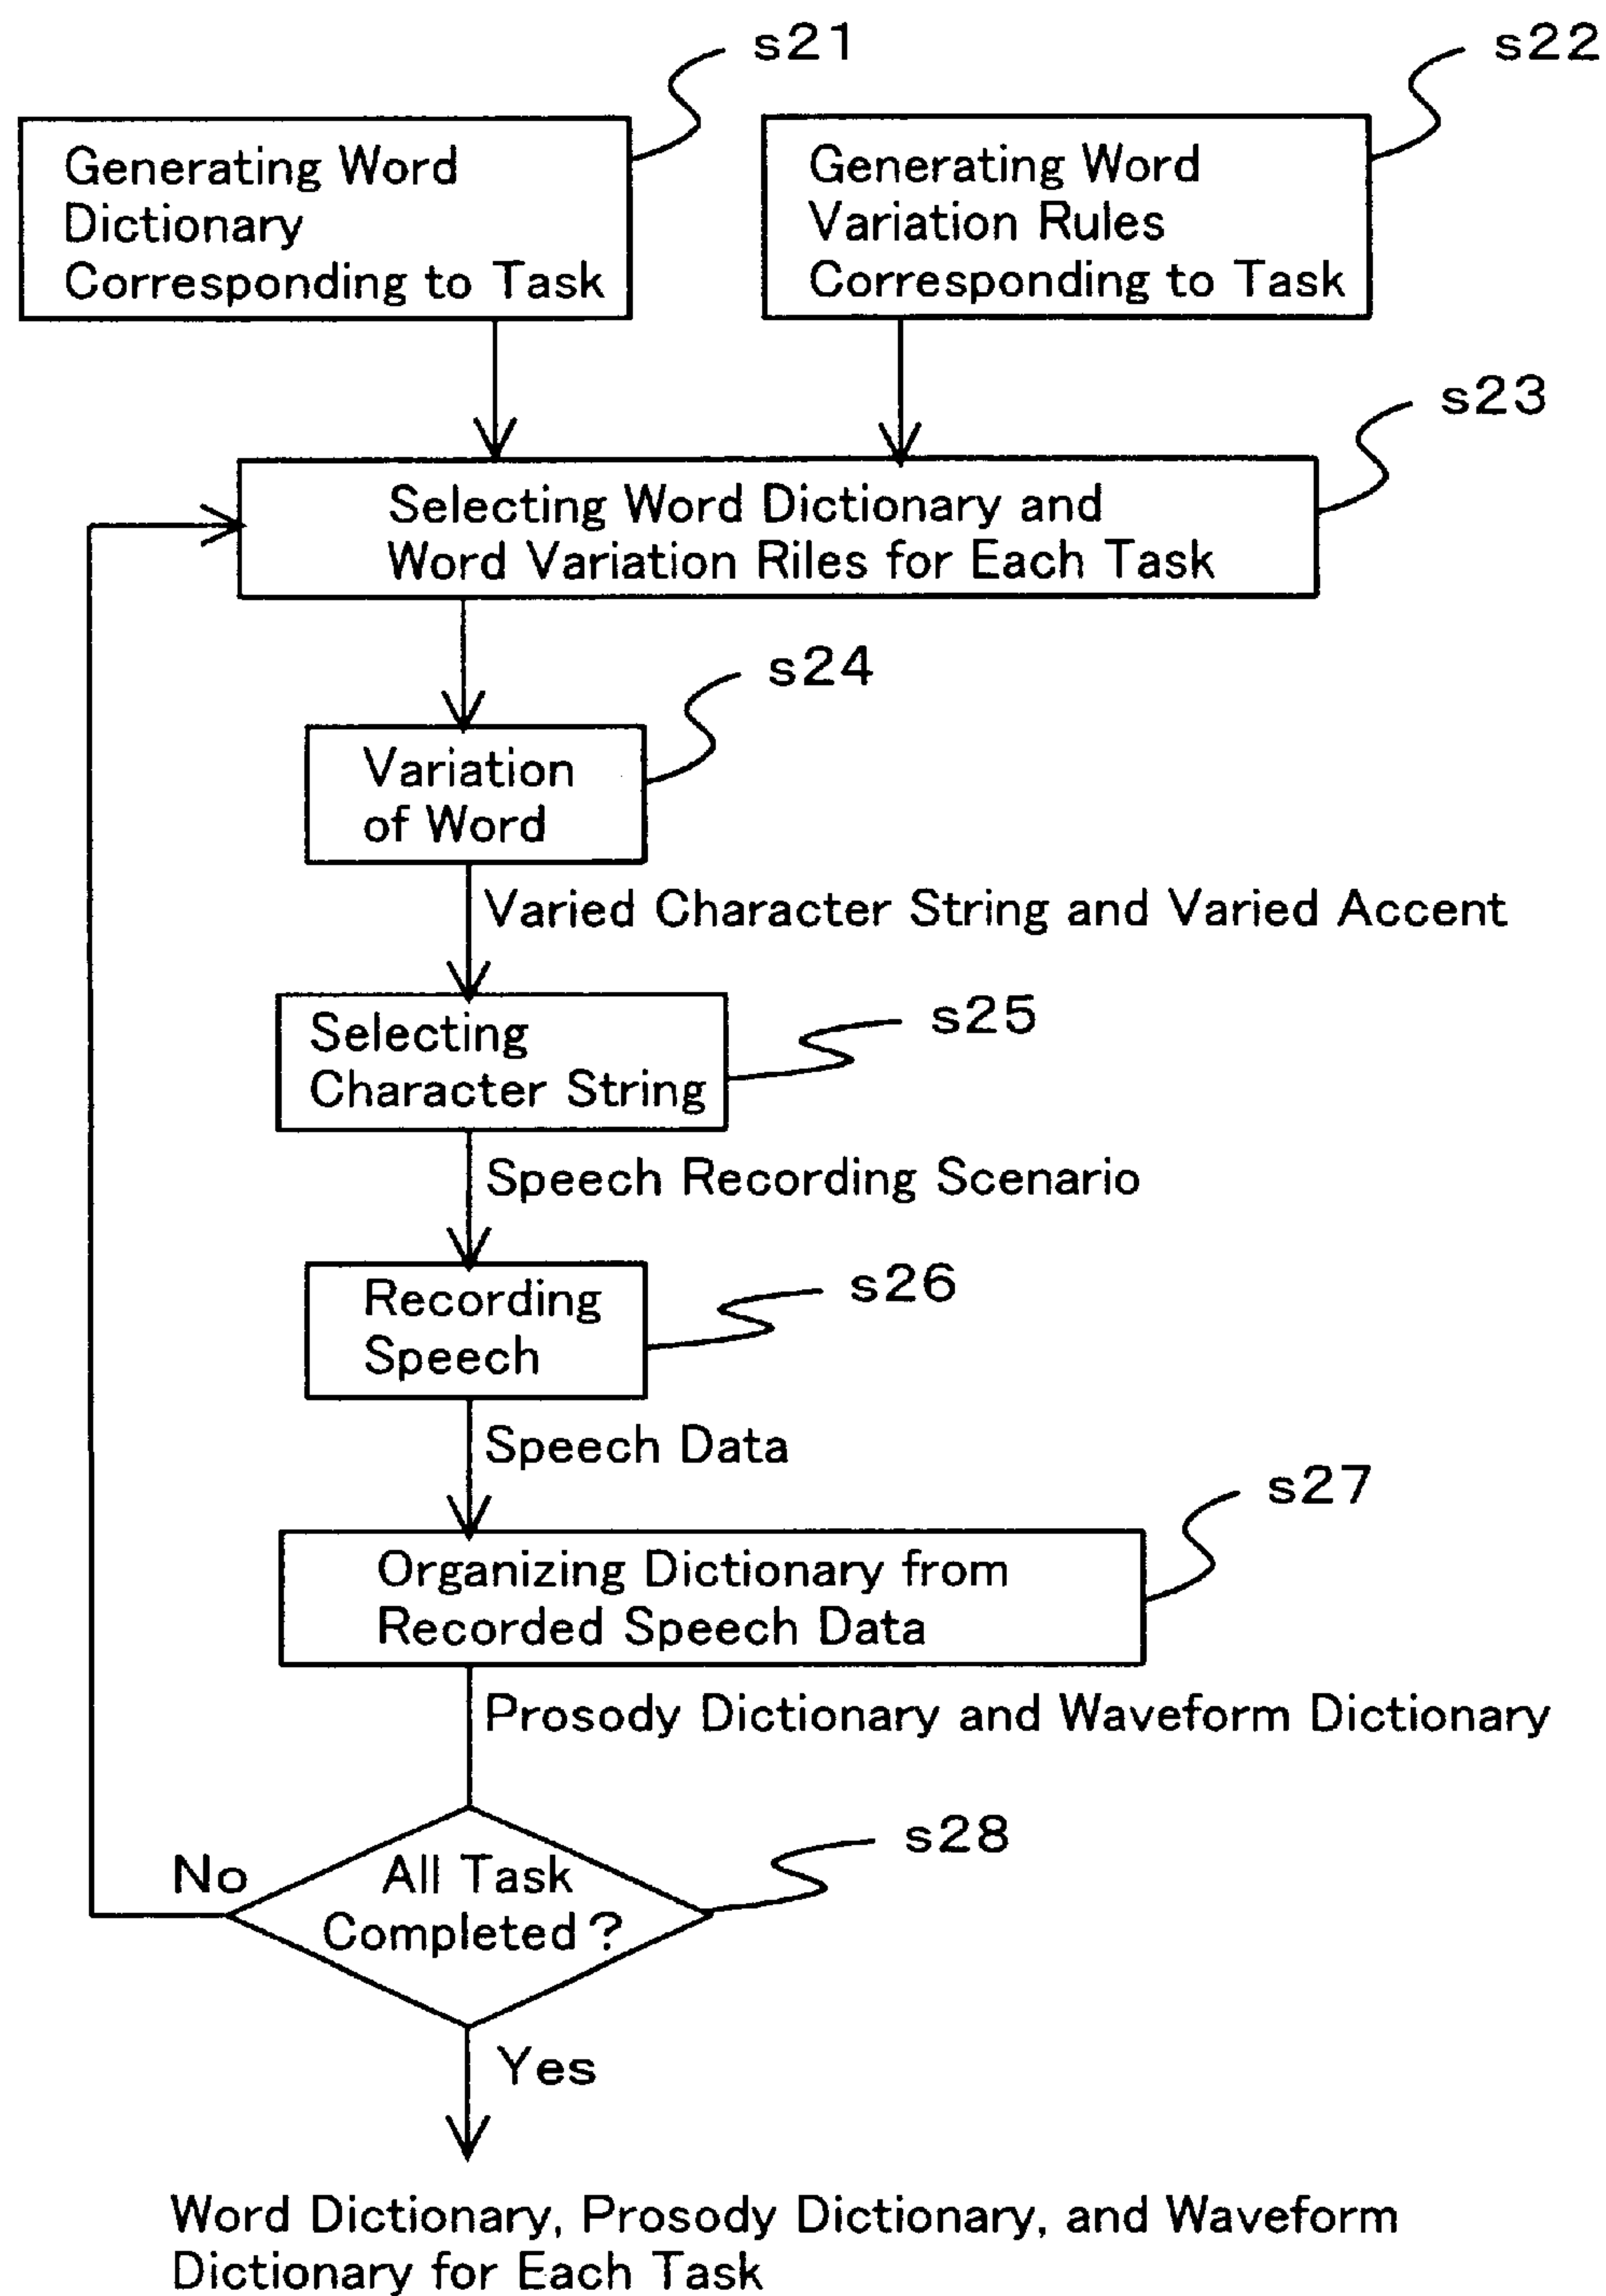 s21
s22
Generating Word
Dictionary
Corresponding to Task
Generating Word
Variation Rules
Corresponding to Task
s23
Selecting Word Dictionary and
Word Variation Riles for Each Task
s24
Variation
of Word
Varied Character String and Varied Accent
s25
Selecting
Character String
Speech Recording Scenario
s26
Recording
Speech
Speech Data
s27
Organizing Dictionary from
Recorded Speech Data
Prosody Dictionary and Waveform Dictionary
s28
No
All Task
Completed?
Yes
Word Dictionary, Prosody Dictionary, and Waveform
Dictionary for Each Task